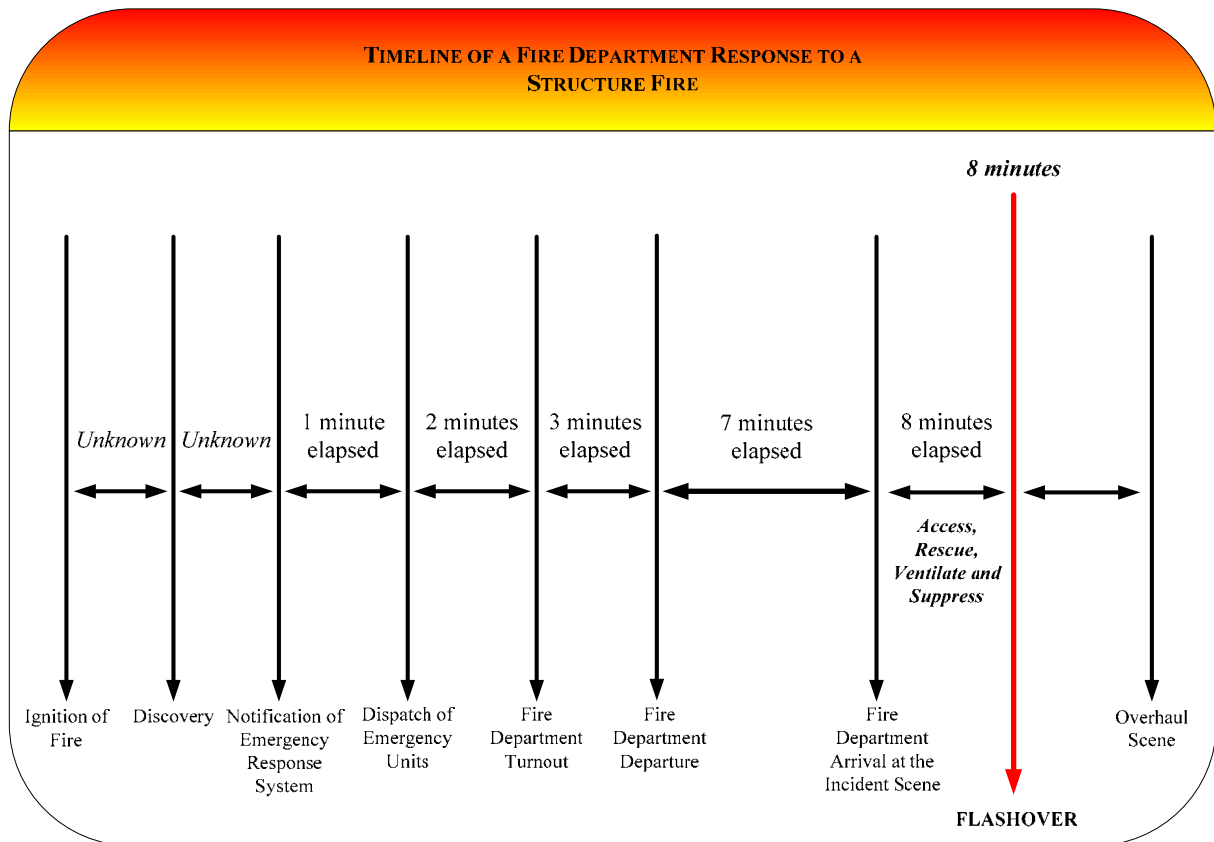 TIMELINE OF A FIRE DEPARTMENT RESPONSE TO A
STRUCTURE FIRE
8 minutes
Unknown
Unknown
1 minute
elapsed
2 minutes
elapsed
3 minutes
elapsed
7 minutes
elapsed
8 minutes
elapsed
Access,
Rescue,
Ventilate and
Suppress
Ignition of
Fire
Discovery
Notification of
Emergency
Response
System
Dispatch of
Emergency
Units
Fire
Department
Turnout
Fire
Department
Departure
Fire
Department
Arrival at the
Incident Scene
FLASHOVER
Overhaul
Scene